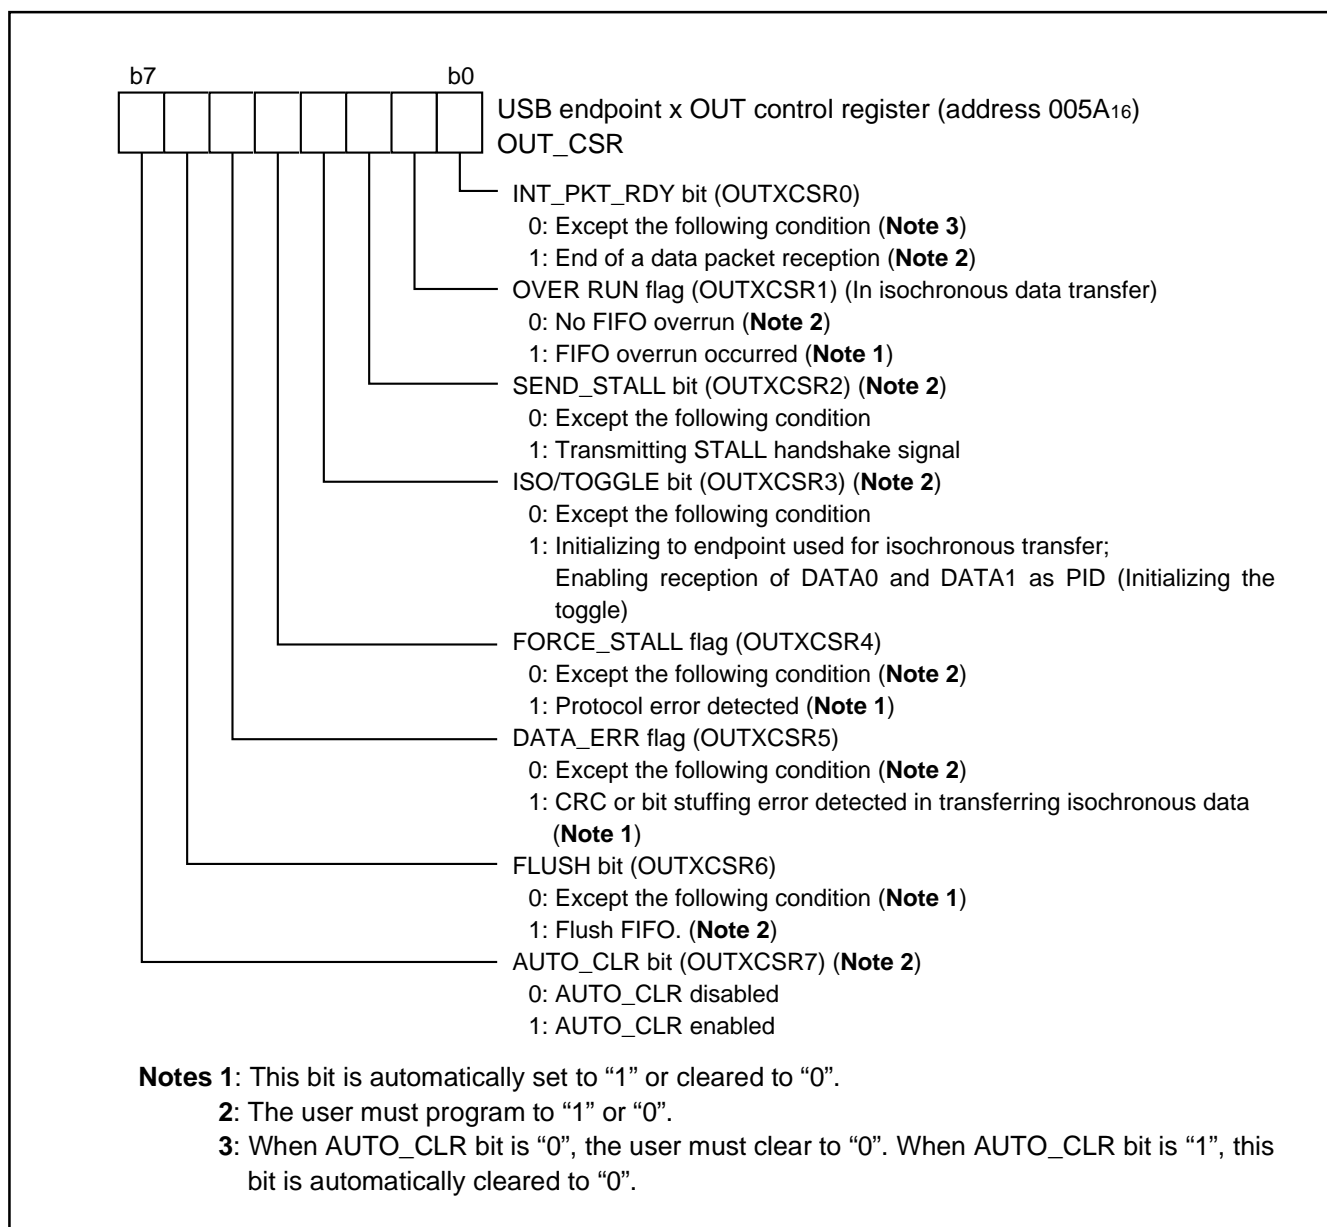 b7 b0
USB endpoint x OUT control register (address 005A16)
OUT_CSR
INT_PKT_RDY bit (OUTXCSR0)
0: Except the following condition (Note 3)
1: End of a data packet reception (Note 2)
OVER RUN flag (OUTXCSR1) (In isochronous data transfer)
0: No FIFO overrun (Note 2)
1: FIFO overrun occurred (Note 1)
SEND_STALL bit (OUTXCSR2) (Note 2)
0: Except the following condition
1: Transmitting STALL handshake signal
ISO/TOGGLE bit (OUTXCSR3) (Note 2)
0: Except the following condition
1: Initializing to endpoint used for isochronous transfer;
Enabling reception of DATA0 and DATA1 as PID (Initializing the
toggle)
FORCE_STALL flag (OUTXCSR4)
0: Except the following condition (Note 2)
1: Protocol error detected (Note 1)
DATA_ERR flag (OUTXCSR5)
0: Except the following condition (Note 2)
1: CRC or bit stuffing error detected in transferring isochronous data
(Note 1)
FLUSH bit (OUTXCSR6)
0: Except the following condition (Note 1)
1: Flush FIFO. (Note 2)
AUTO_CLR bit (OUTXCSR7) (Note 2)
0: AUTO_CLR disabled
1: AUTO_CLR enabled
Notes 1: This bit is automatically set to “1” or cleared to “0”.
2: The user must program to “1” or “0”.
3: When AUTO_CLR bit is “0”, the user must clear to “0”. When AUTO_CLR bit is “1”, this
bit is automatically cleared to “0”.